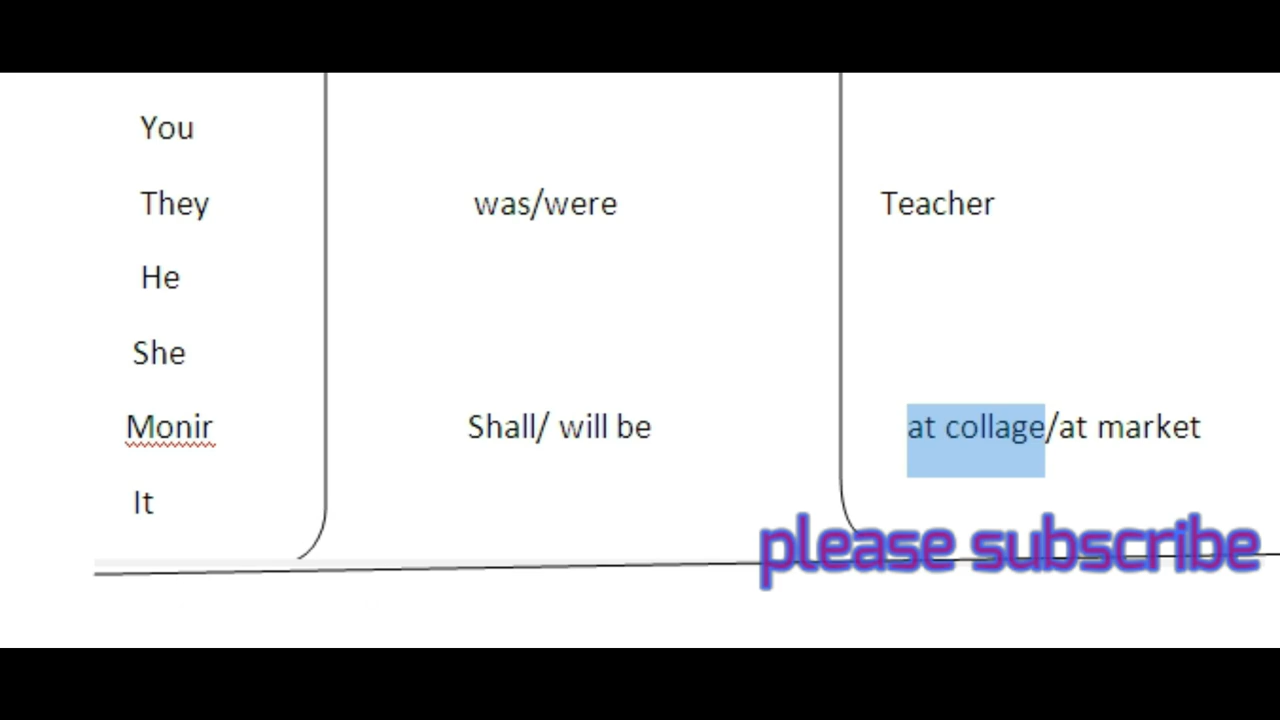 You
They was/were Teacher
He
She
Monir Shall/ will be at collage/at market
It
please subscribe